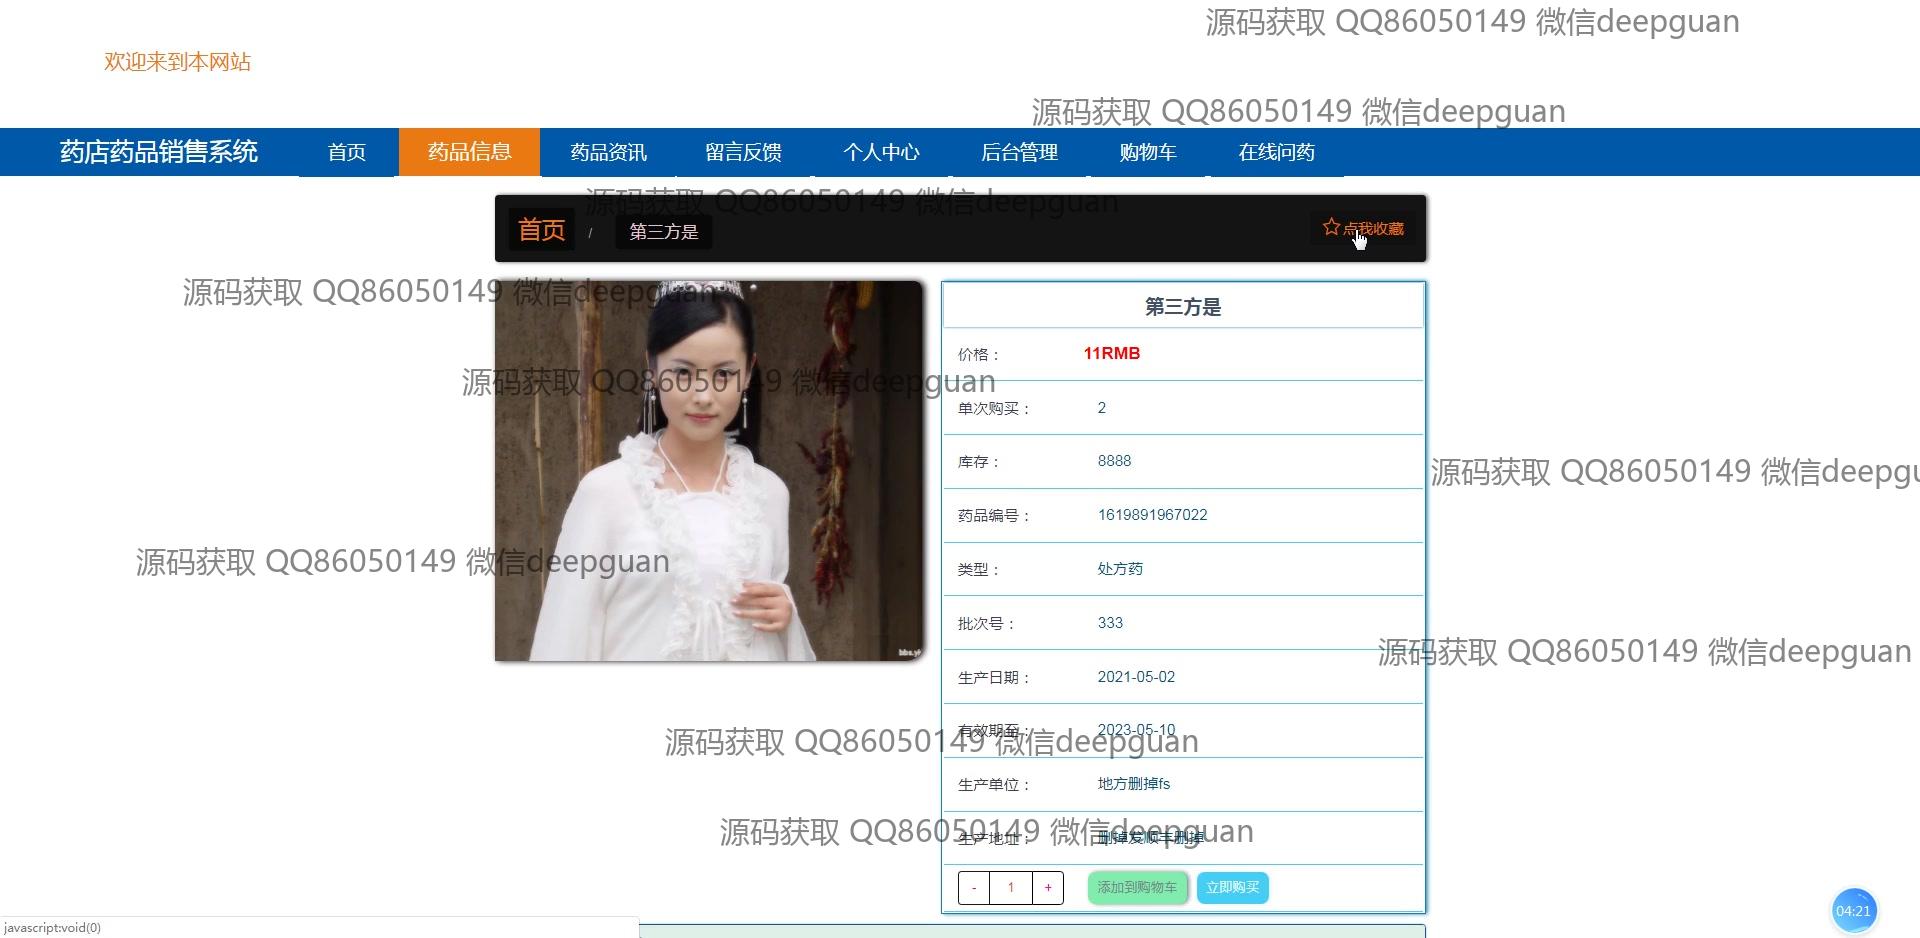 源码获取 QQ86050149 微信deepguan
欢迎来到本网站
源码获取 QQ86050149 微信deepguan
药店药品销售系统 首页 药品信息 药品资讯 留言反馈 个人中心 后台管理 购物车 在线问药
源码获取 QQ86050149 微信deepguan
首页 / 第三方是 点我收藏
源码获取 QQ86050149 微信deepguan
第三方是
价格： 11RMB
源码获取 QQ86050149 微信deepguan
单次购买： 2
库存： 8888
源码获取 QQ86050149 微信deepgu
药品编号： 1619891967022
源码获取 QQ86050149 微信deepguan
类型： 处方药
批次号： 333
源码获取 QQ86050149 微信deepguan
生产日期： 2021-05-02
有效期至： 2023-05-10
源码获取 QQ86050149 微信deepguan
生产单位： 地方删掉fs
源码获取 QQ86050149 微信deepguan
生产地址： 删掉发顺丰删掉
- 1 + 添加到购物车 立即购买
04:21
javascript:void(0)